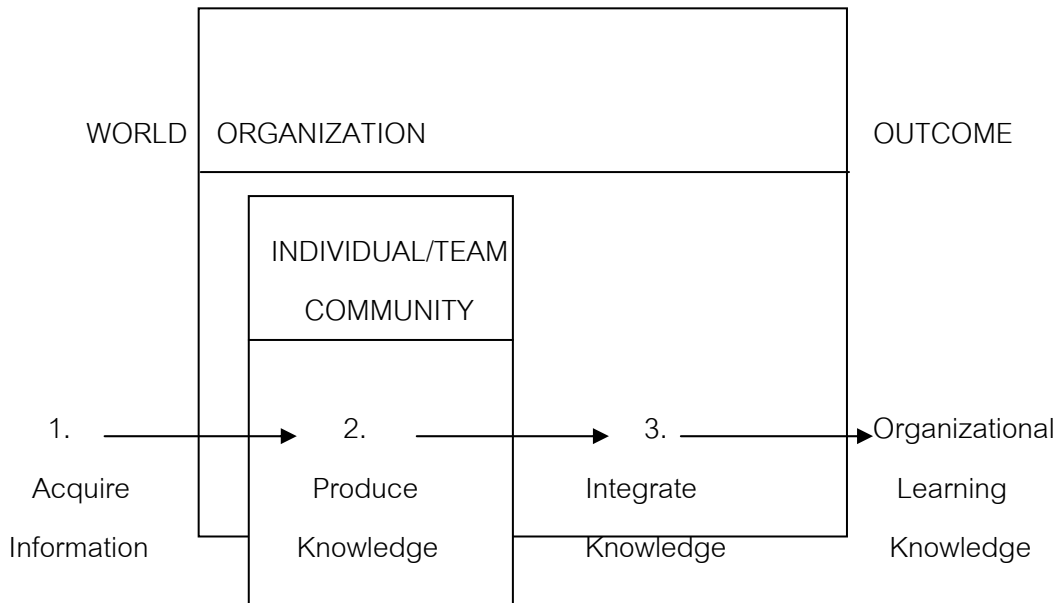 WORLD ORGANIZATION OUTCOME
INDIVIDUAL/TEAM
COMMUNITY
1. 2. 3. Organizational
Acquire Produce Integrate Learning
Information Knowledge Knowledge Knowledge